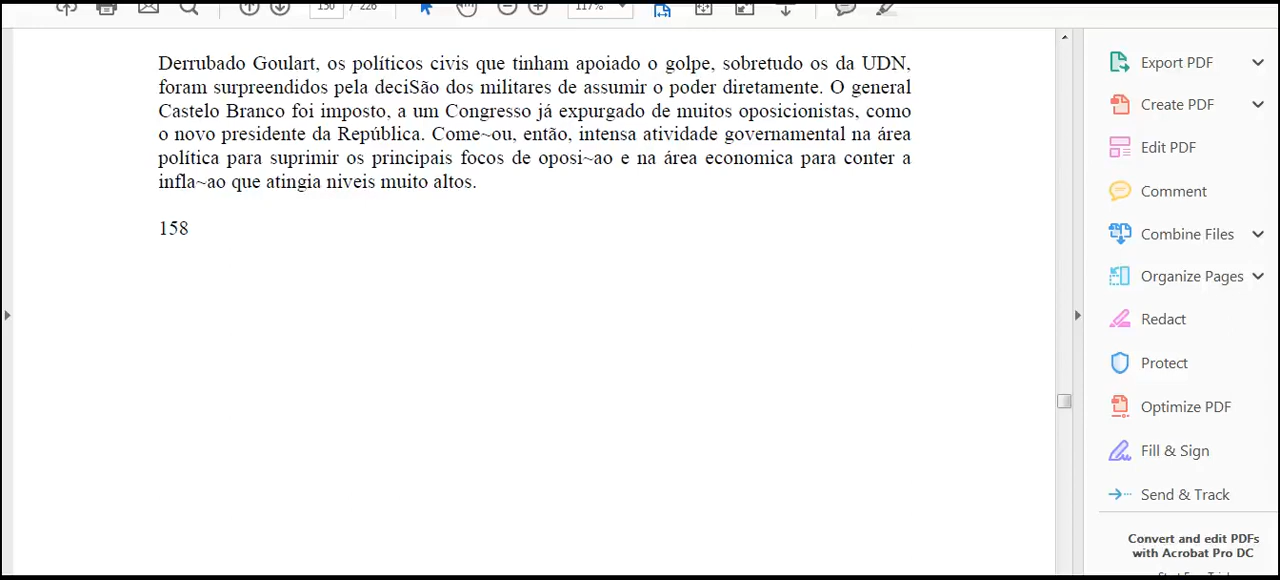 150 / 226
117%
Derrubado Goulart, os políticos civis que tinham apoiado o golpe, sobretudo os da UDN,
foram surpreendidos pela deciSão dos militares de assumir o poder diretamente. O general
Castelo Branco foi imposto, a un Congresso já expurgado de muitos oposicionistas, como
o novo presidente da República. Come~ou, então, intensa atividade governamental na área
política para suprimir os principais focos de oposi~ao e na área economica para conter a
infla~ao que atingia niveis muito altos.
158
Export PDF
Create PDF
Edit PDF
Comment
Combine Files
Organize Pages
Redact
Protect
Optimize PDF
Fill & Sign
Send & Track
Convert and edit PDFs
with Acrobat Pro DC